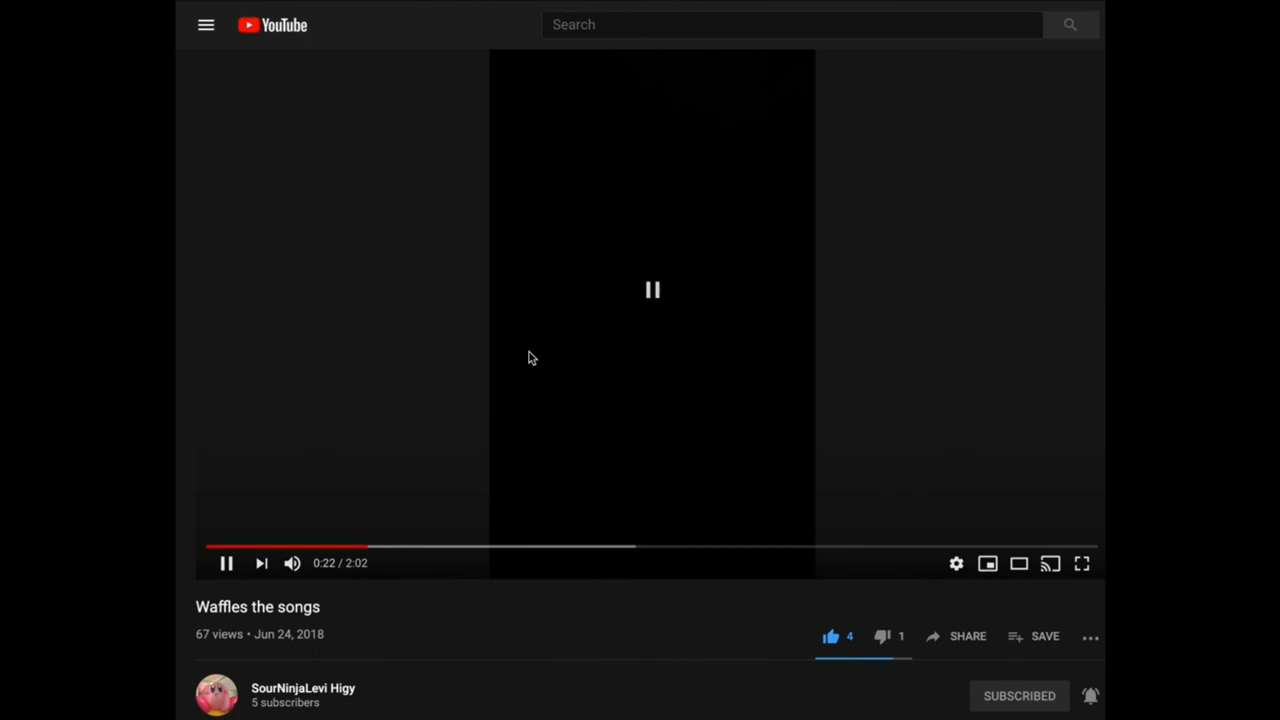 YouTube
Search
0:22 / 2:02
Waffles the songs
67 views • Jun 24, 2018
4
1
SHARE
SAVE
SourNinjaLevi Higy
5 subscribers
SUBSCRIBED